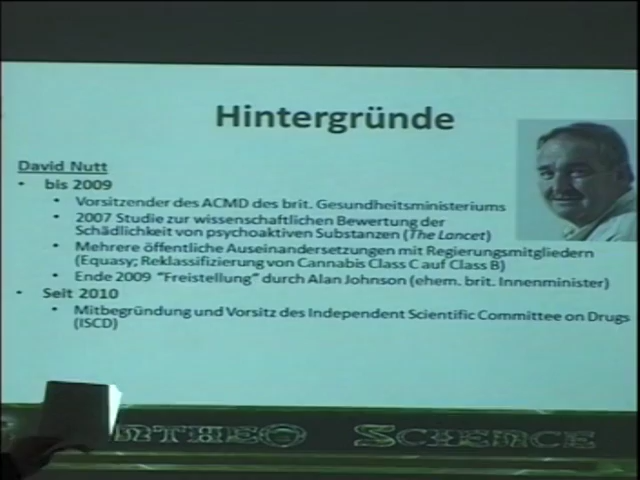 Hintergründe
David Nutt
• bis 2009
• Vorsitzender des ACMD des brit. Gesundheitsministeriums
• 2007 Studie zur wissenschaftlichen Bewertung der
Schädlichkeit von psychoaktiven Substanzen (The Lancet)
• Mehrere öffentliche Auseinandersetzungen mit Regierungsmitgliedern
(Equasy; Reklassifizierung von Cannabis Class C auf Class B)
• Ende 2009 "Freistellung" durch Alan Johnson (ehem. brit. Innenminister)
• Seit 2010
• Mitbegründung und Vorsitz des Independent Scientific Committee on Drugs
(ISCD)
SCIENCE